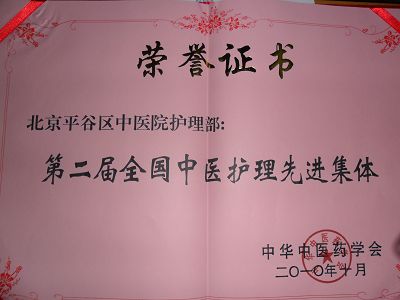 荣誉证书
北京平谷区中医院护理部:
第二届全国中医护理先进集体
中华中医药学会
二〇一〇年十月